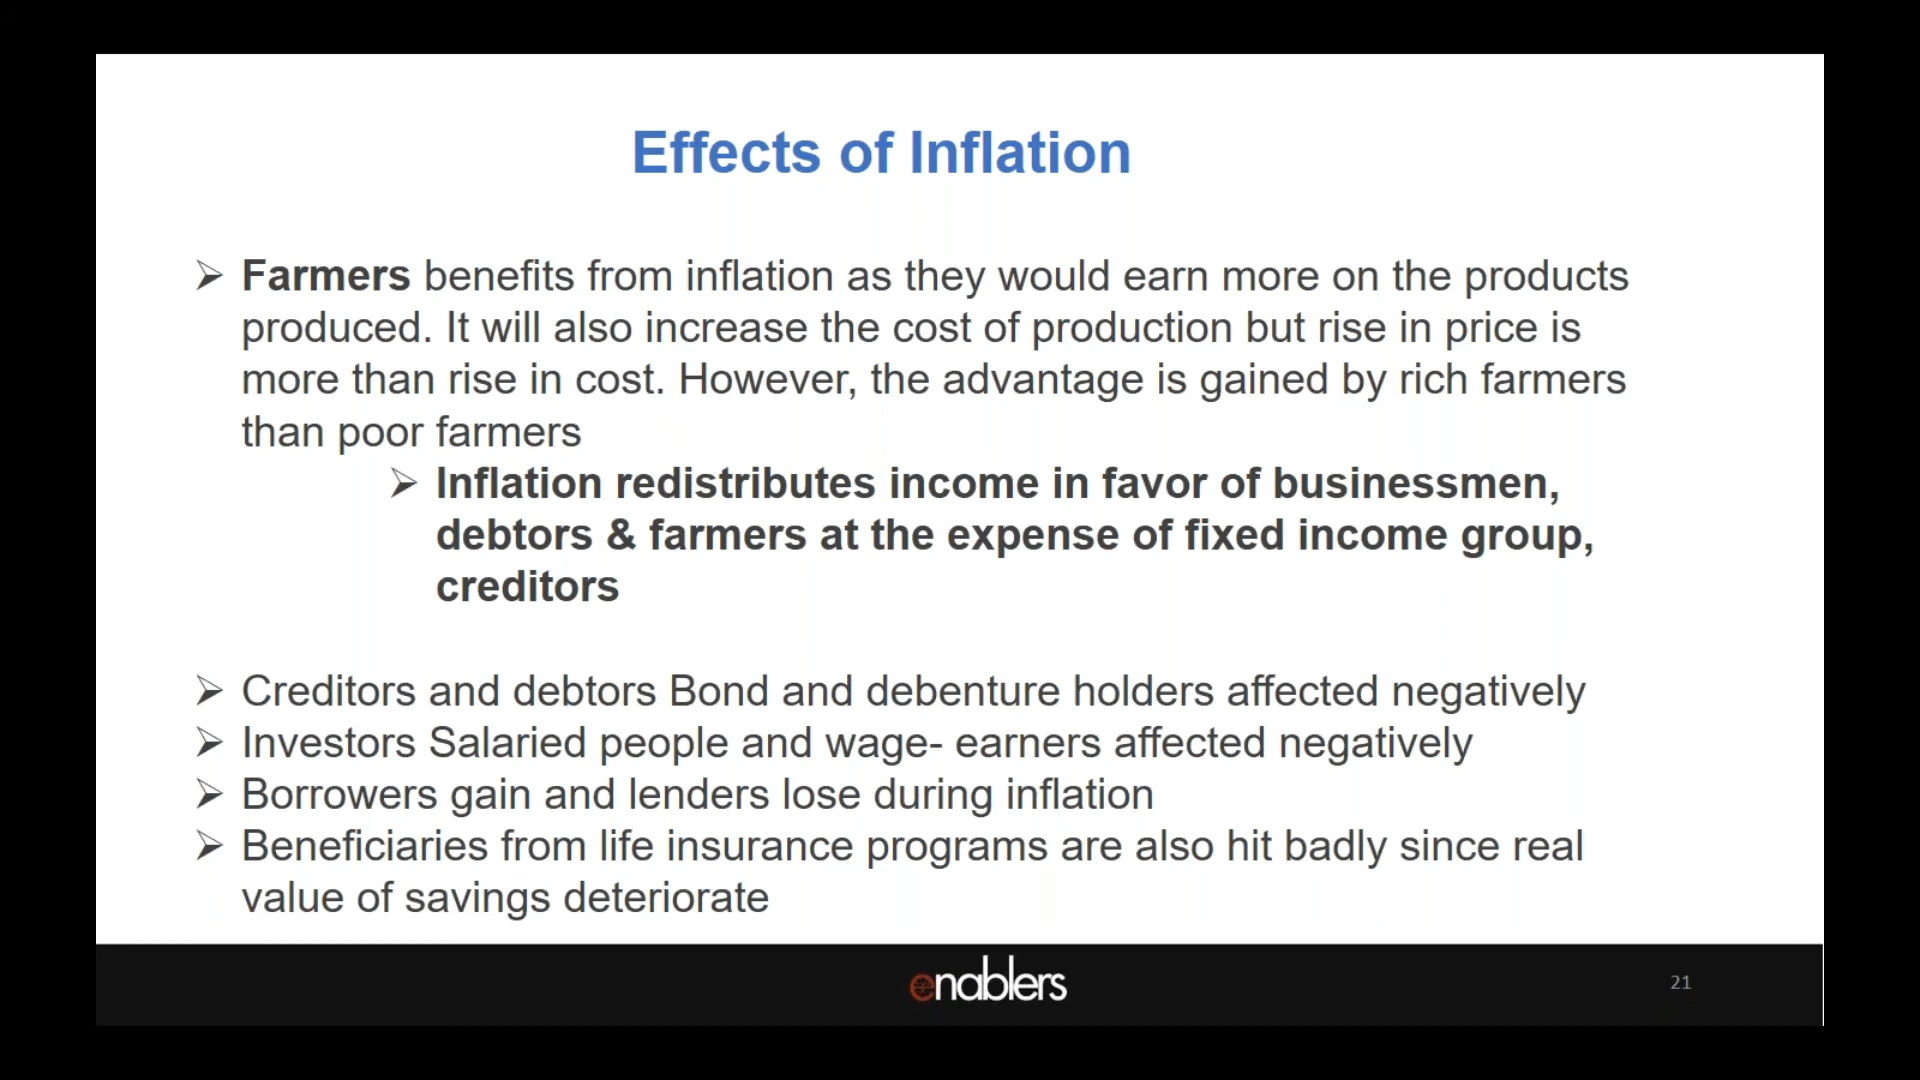 Effects of Inflation
➢ Farmers benefits from inflation as they would earn more on the products
produced. It will also increase the cost of production but rise in price is
more than rise in cost. However, the advantage is gained by rich farmers
than poor farmers
➢ Inflation redistributes income in favor of businessmen,
debtors & farmers at the expense of fixed income group,
creditors
➢ Creditors and debtors Bond and debenture holders affected negatively
➢ Investors Salaried people and wage- earners affected negatively
➢ Borrowers gain and lenders lose during inflation
➢ Beneficiaries from life insurance programs are also hit badly since real
value of savings deteriorate
enablers
21